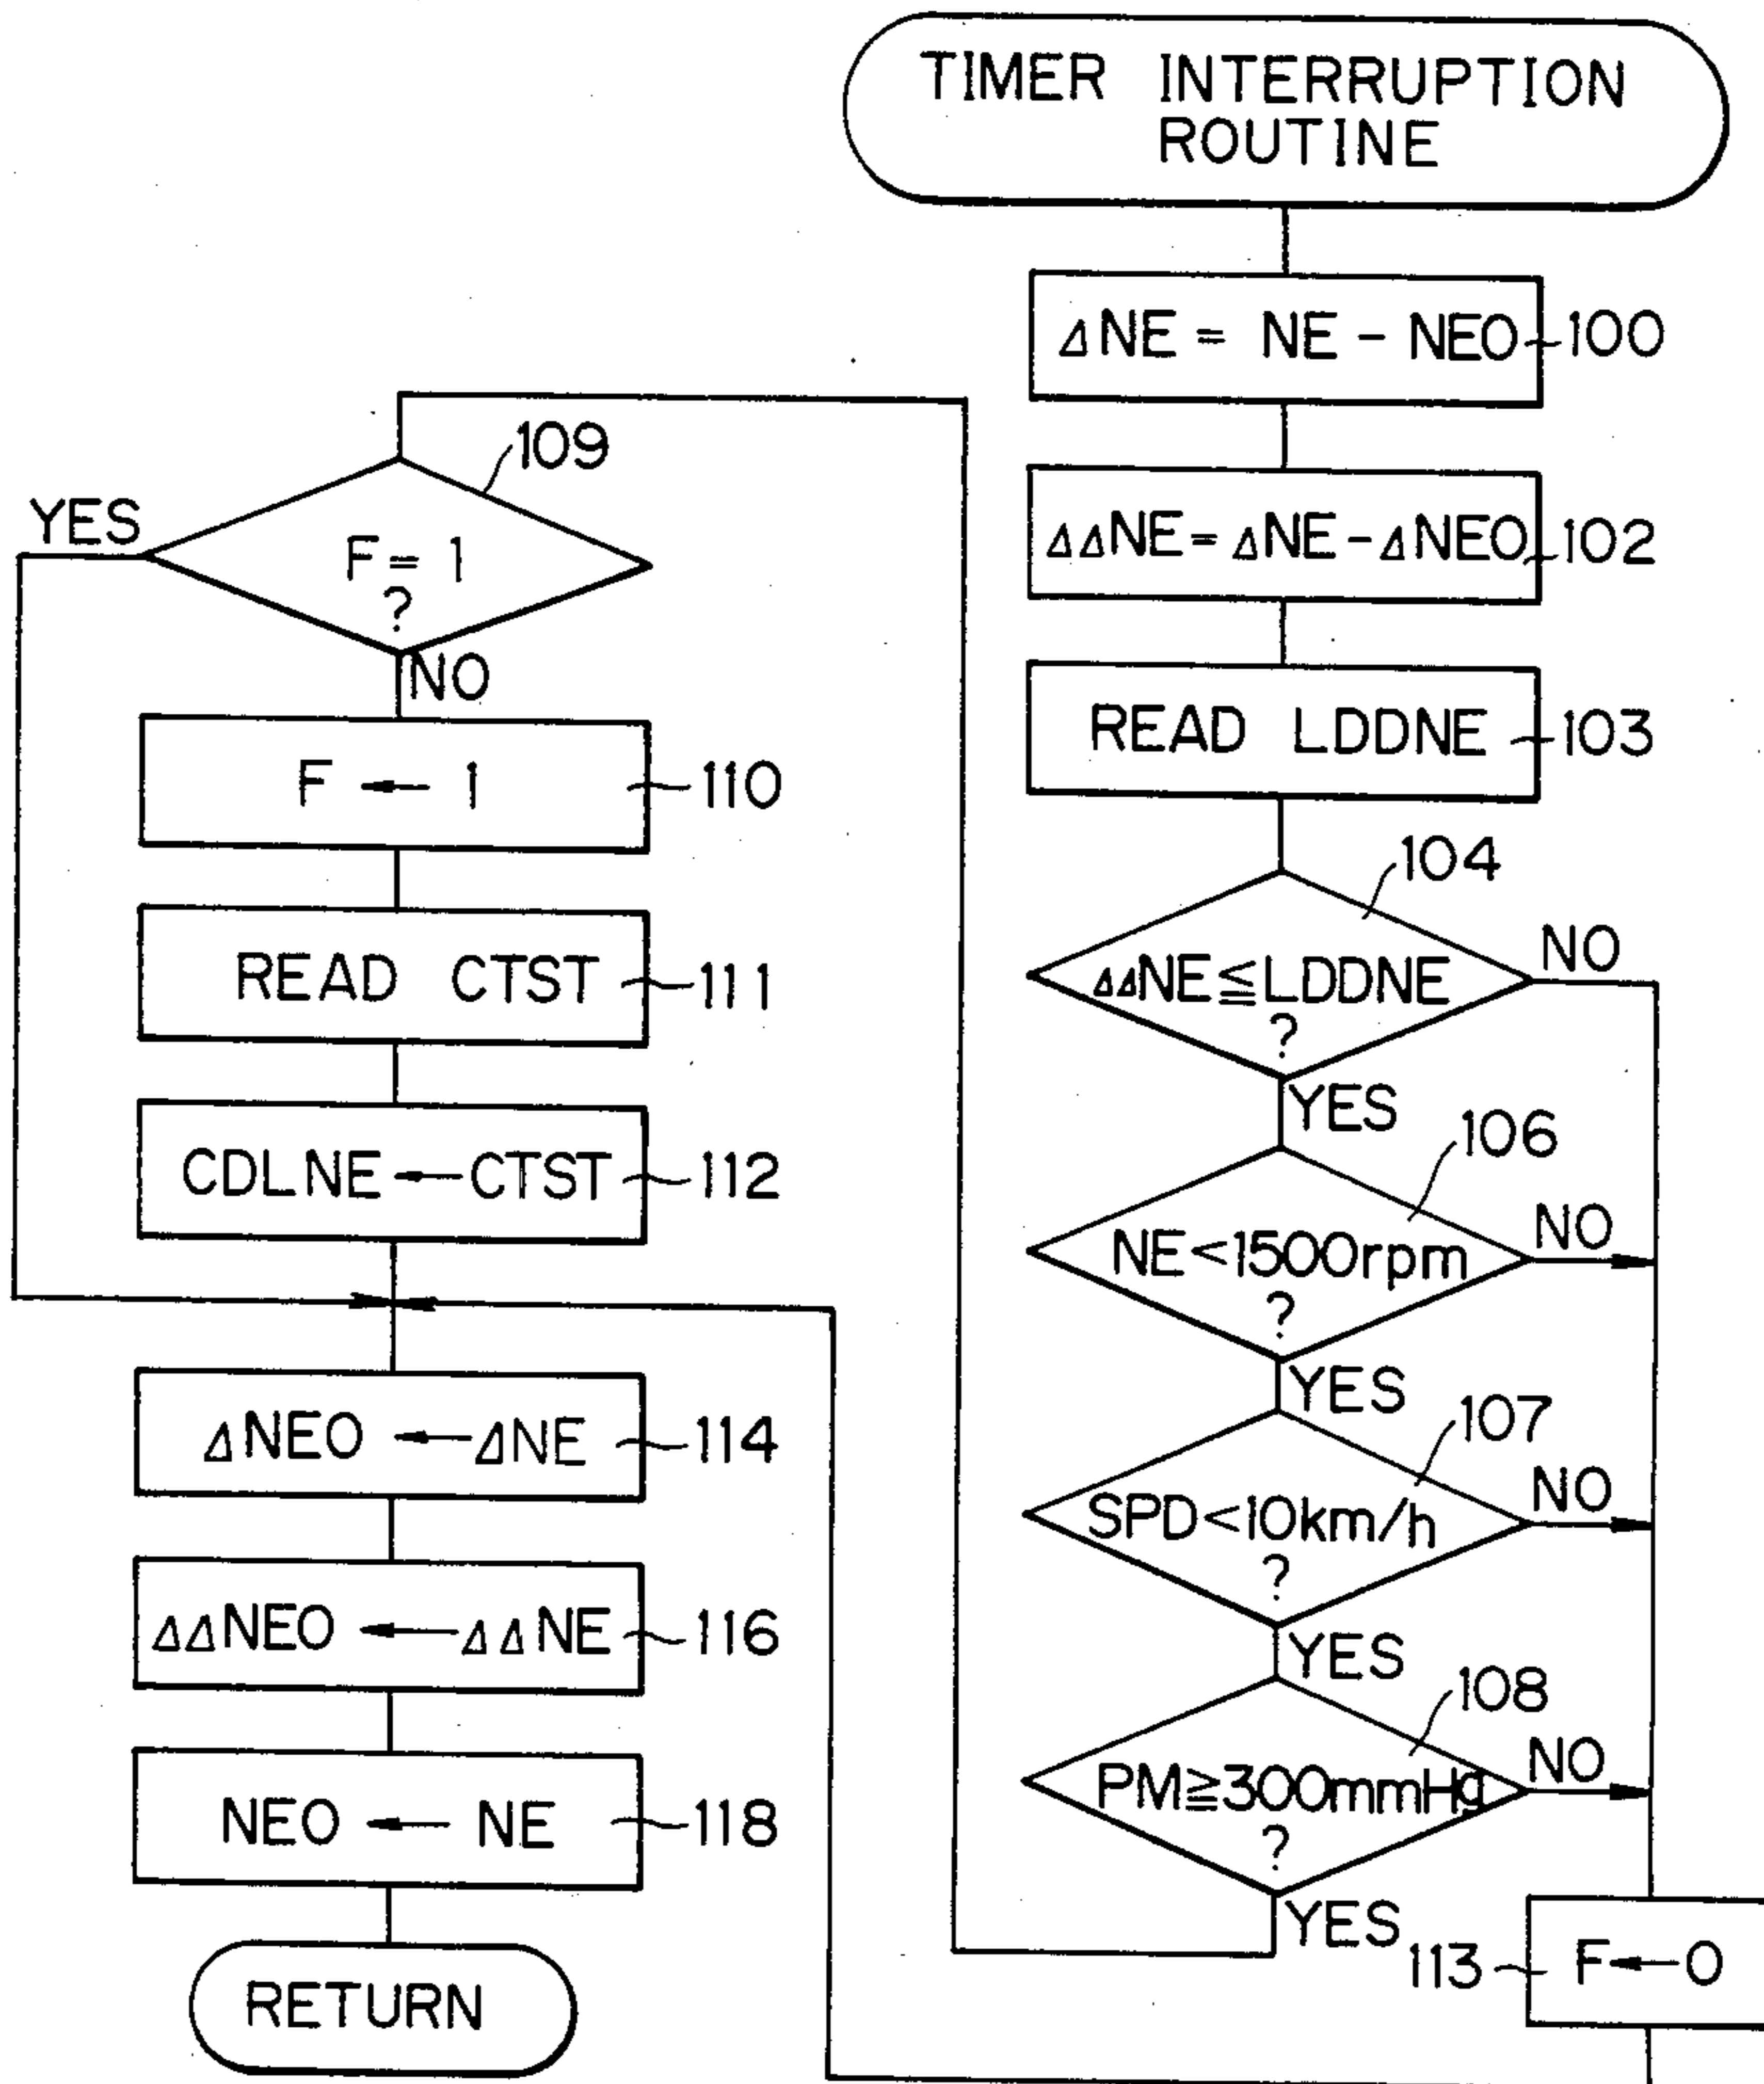 TIMER INTERRUPTION
ROUTINE
ΔNE = NE - NEO
100
ΔΔNE = ΔNE - ΔNEO
102
READ LDDNE
103
104
ΔΔNE ≦ LDDNE
?
NO
YES
106
NE < 1500rpm
?
NO
YES
107
SPD < 10km/h
?
NO
YES
108
PM ≧ 300mmHg
?
NO
YES
113
F ← 0
109
YES
F = 1
?
NO
F ← 1
110
READ CTST
111
CDLNE ← CTST
112
ΔNEO ← ΔNE
114
ΔΔNEO ← ΔΔNE
116
NEO ← NE
118
RETURN